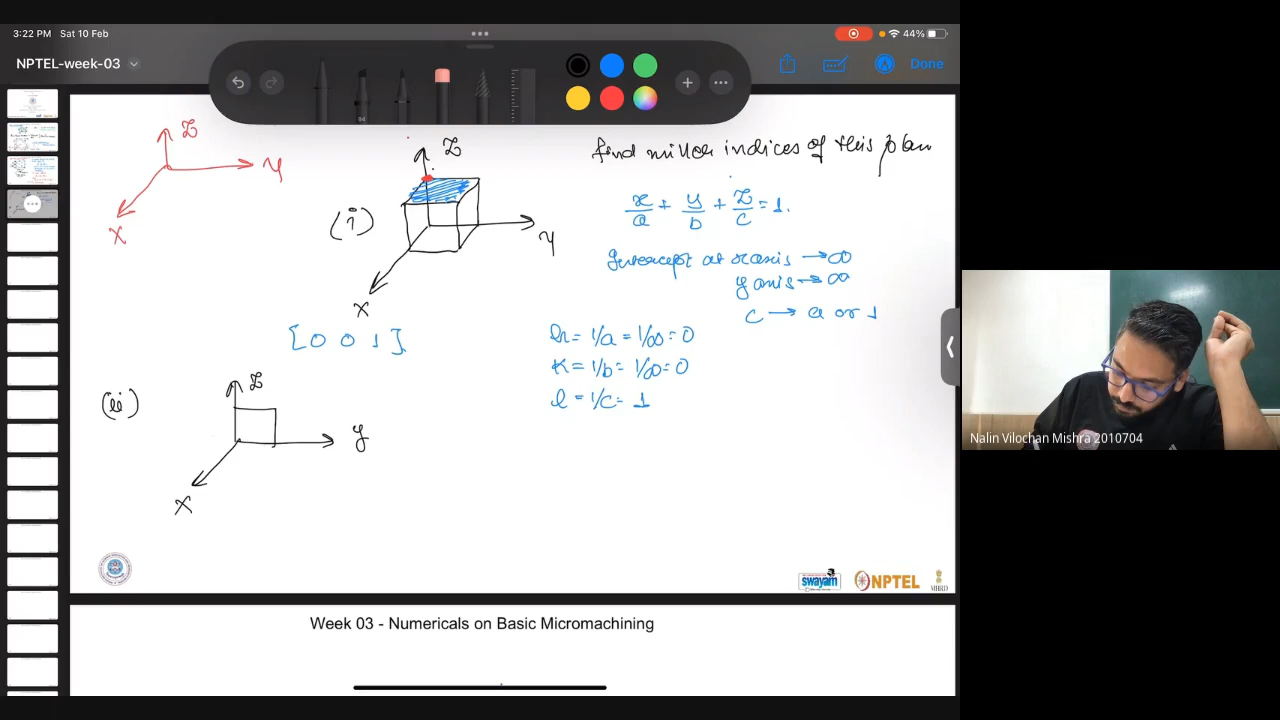 3:22 PM Sat 10 Feb
44%
NPTEL-week-03
Done
Z
y
X
(i)
Z
y
X
find miller indices of this plan
x/a + y/b + z/c = 1.
Intercept at x axis → ∞
y axis → ∞
c → a or 1
[0 0 1]
h = 1/a = 1/∞ = 0
K = 1/b = 1/∞ = 0
l = 1/c = 1
(ii)
Z
y
X
swayam
NPTEL
MHRD
Week 03 - Numericals on Basic Micromachining
Nalin Vilochan Mishra 2010704